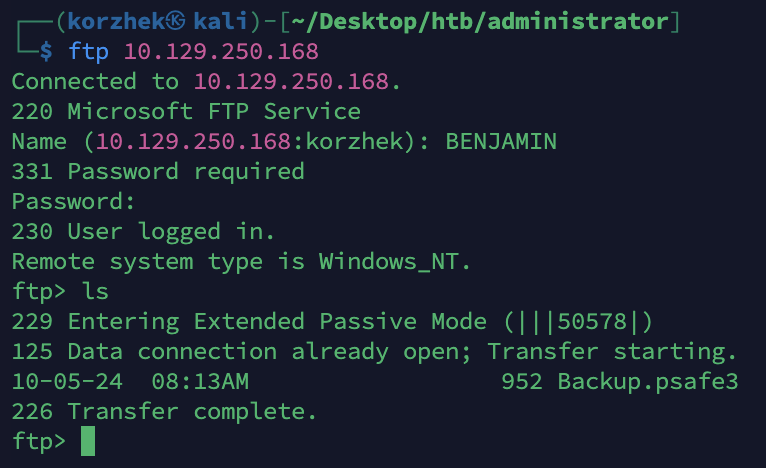 ┌──(korzhek㉿kali)-[~/Desktop/htb/administrator]
└─$ ftp 10.129.250.168
Connected to 10.129.250.168.
220 Microsoft FTP Service
Name (10.129.250.168:korzhek): BENJAMIN
331 Password required
Password:
230 User logged in.
Remote system type is Windows_NT.
ftp> ls
229 Entering Extended Passive Mode (|||50578|)
125 Data connection already open; Transfer starting.
10-05-24  08:13AM                  952 Backup.psafe3
226 Transfer complete.
ftp>